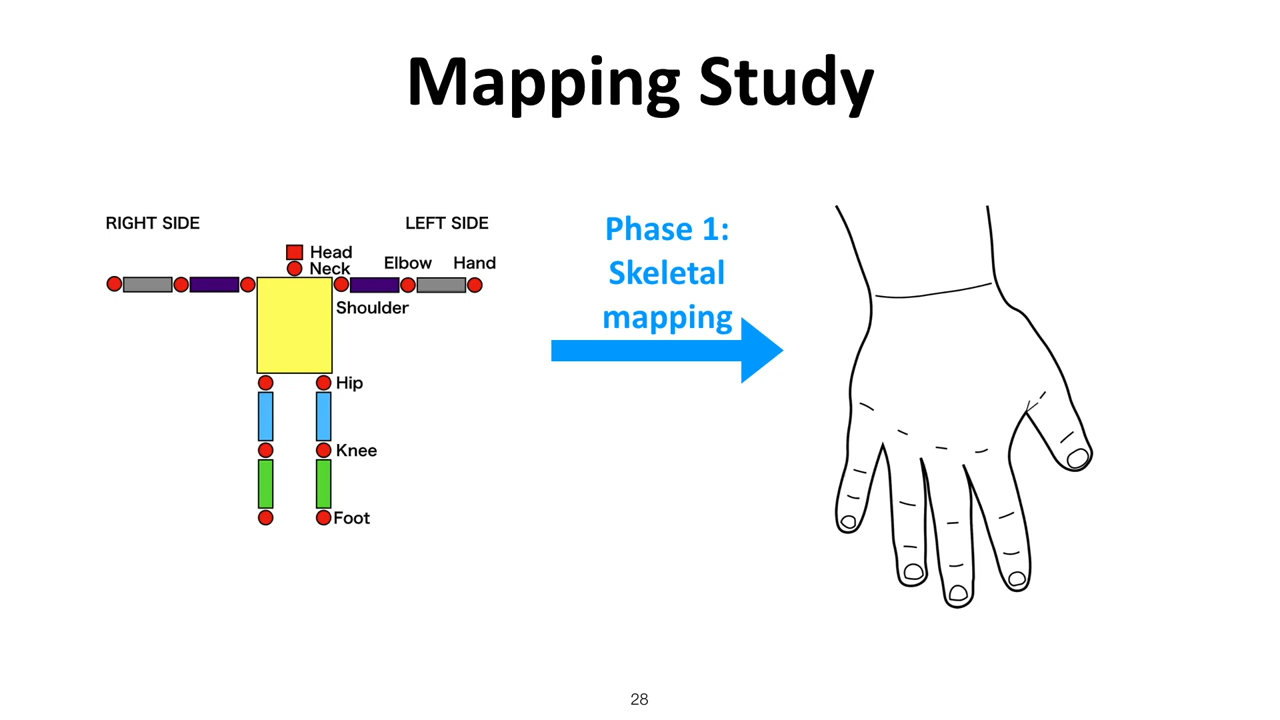 Mapping Study
RIGHT SIDE
LEFT SIDE
Head
Neck
Elbow
Hand
Shoulder
Hip
Knee
Foot
Phase 1:
Skeletal
mapping
28